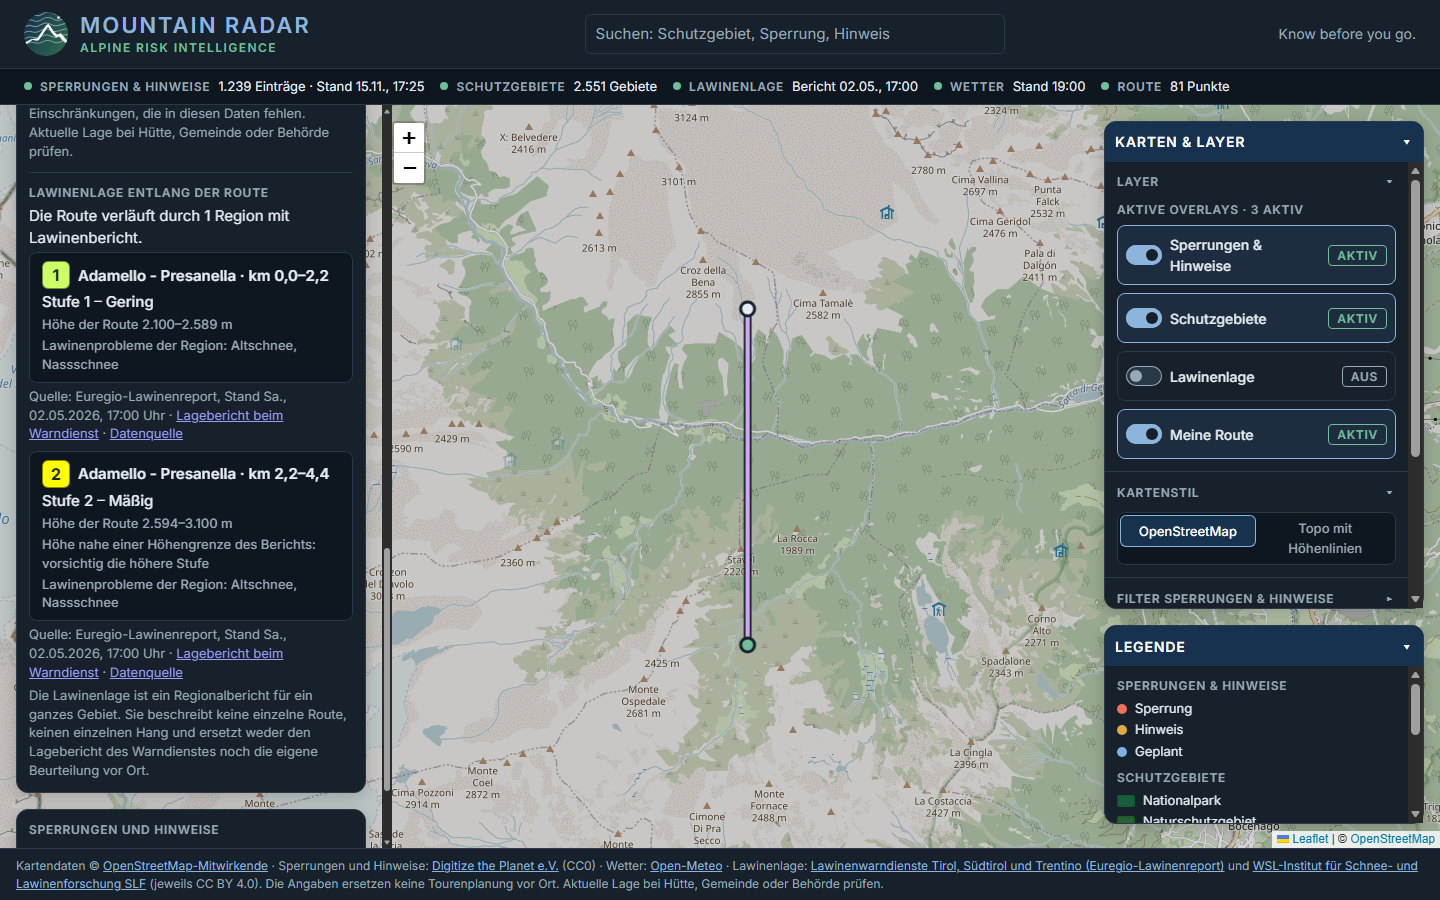 MOUNTAIN RADAR
ALPINE RISK INTELLIGENCE
Suchen: Schutzgebiet, Sperrung, Hinweis
Know before you go.
SPERRUNGEN & HINWEISE 1.239 Einträge · Stand 15.11., 17:25
SCHUTZGEBIETE 2.551 Gebiete
LAWINENLAGE Bericht 02.05., 17:00
WETTER Stand 19:00
ROUTE 81 Punkte
Einschränkungen, die in diesen Daten fehlen.
Aktuelle Lage bei Hütte, Gemeinde oder Behörde
prüfen.
LAWINENLAGE ENTLANG DER ROUTE
Die Route verläuft durch 1 Region mit
Lawinenbericht.
1 Adamello - Presanella · km 0,0–2,2
Stufe 1 – Gering
Höhe der Route 2.100–2.589 m
Lawinenprobleme der Region: Altschnee,
Nassschnee
Quelle: Euregio-Lawinenreport, Stand Sa.,
02.05.2026, 17:00 Uhr · Lagebericht beim
Warndienst · Datenquelle
2 Adamello - Presanella · km 2,2–4,4
Stufe 2 – Mäßig
Höhe der Route 2.594–3.100 m
Höhe nahe einer Höhengrenze des Berichts:
vorsichtig die höhere Stufe
Lawinenprobleme der Region: Altschnee,
Nassschnee
Quelle: Euregio-Lawinenreport, Stand Sa.,
02.05.2026, 17:00 Uhr · Lagebericht beim
Warndienst · Datenquelle
Die Lawinenlage ist ein Regionalbericht für ein
ganzes Gebiet. Sie beschreibt keine einzelne Route,
keinen einzelnen Hang und ersetzt weder den
Lagebericht des Warndienstes noch die eigene
Beurteilung vor Ort.
SPERRUNGEN UND HINWEISE
+
−
3124 m
X: Belvedere
2416 m
3101 m
2613 m
Croz della
Bena
2855 m
Cima Tamalè
2582 m
2324 m
2780 m
Cima Vallina
2697 m
Punta
Falck
2532 m
Cima Geridol
2476 m
Pala di
Dalgón
2411 m
2429 m
2590 m
2360 m
La Rocca
1989 m
2220 m
2425 m
Monte
Ospedale
2681 m
Corno
Alto
2271 m
Spadalone
2343 m
La Cingla
2396 m
Monte
Coel
2872 m
Cima Pozzoni
2914 m
Monte
Cimone
Di Pra
Secco
Monte
Fornace
2488 m
La Costaccia
2427 m
Bocenago
KARTEN & LAYER
LAYER
AKTIVE OVERLAYS · 3 AKTIV
Sperrungen &
Hinweise
AKTIV
Schutzgebiete
AKTIV
Lawinenlage
AUS
Meine Route
AKTIV
KARTENSTIL
OpenStreetMap
Topo mit
Höhenlinien
FILTER SPERRUNGEN & HINWEISE
LEGENDE
SPERRUNGEN & HINWEISE
Sperrung
Hinweis
Geplant
SCHUTZGEBIETE
Nationalpark
Naturschutzgebiet
Leaflet | © OpenStreetMap
Kartendaten © OpenStreetMap-Mitwirkende · Sperrungen und Hinweise: Digitize the Planet e.V. (CC0) · Wetter: Open-Meteo · Lawinenlage: Lawinenwarndienste Tirol, Südtirol und Trentino (Euregio-Lawinenreport) und WSL-Institut für Schnee- und
Lawinenforschung SLF (jeweils CC BY 4.0). Die Angaben ersetzen keine Tourenplanung vor Ort. Aktuelle Lage bei Hütte, Gemeinde oder Behörde prüfen.